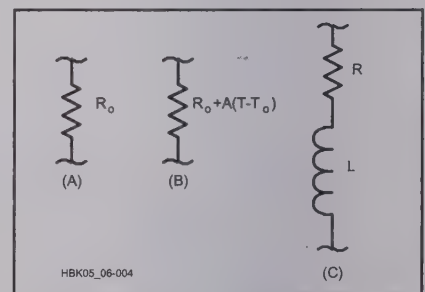 R₀
(A)
R₀+A(T-T₀)
(B)
R
L
(C)
HBK05_06-004